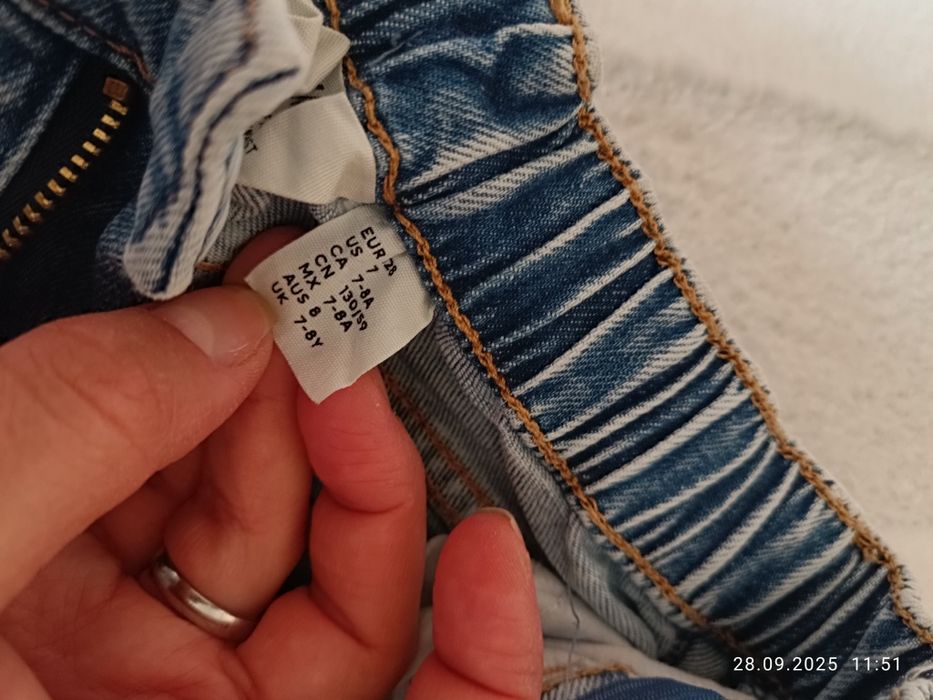 EUR 28
US 7
CA 7-8A
CN 130/59
MX 7-8A
AUS 8
UK 7-8Y
28.09.2025 11:51